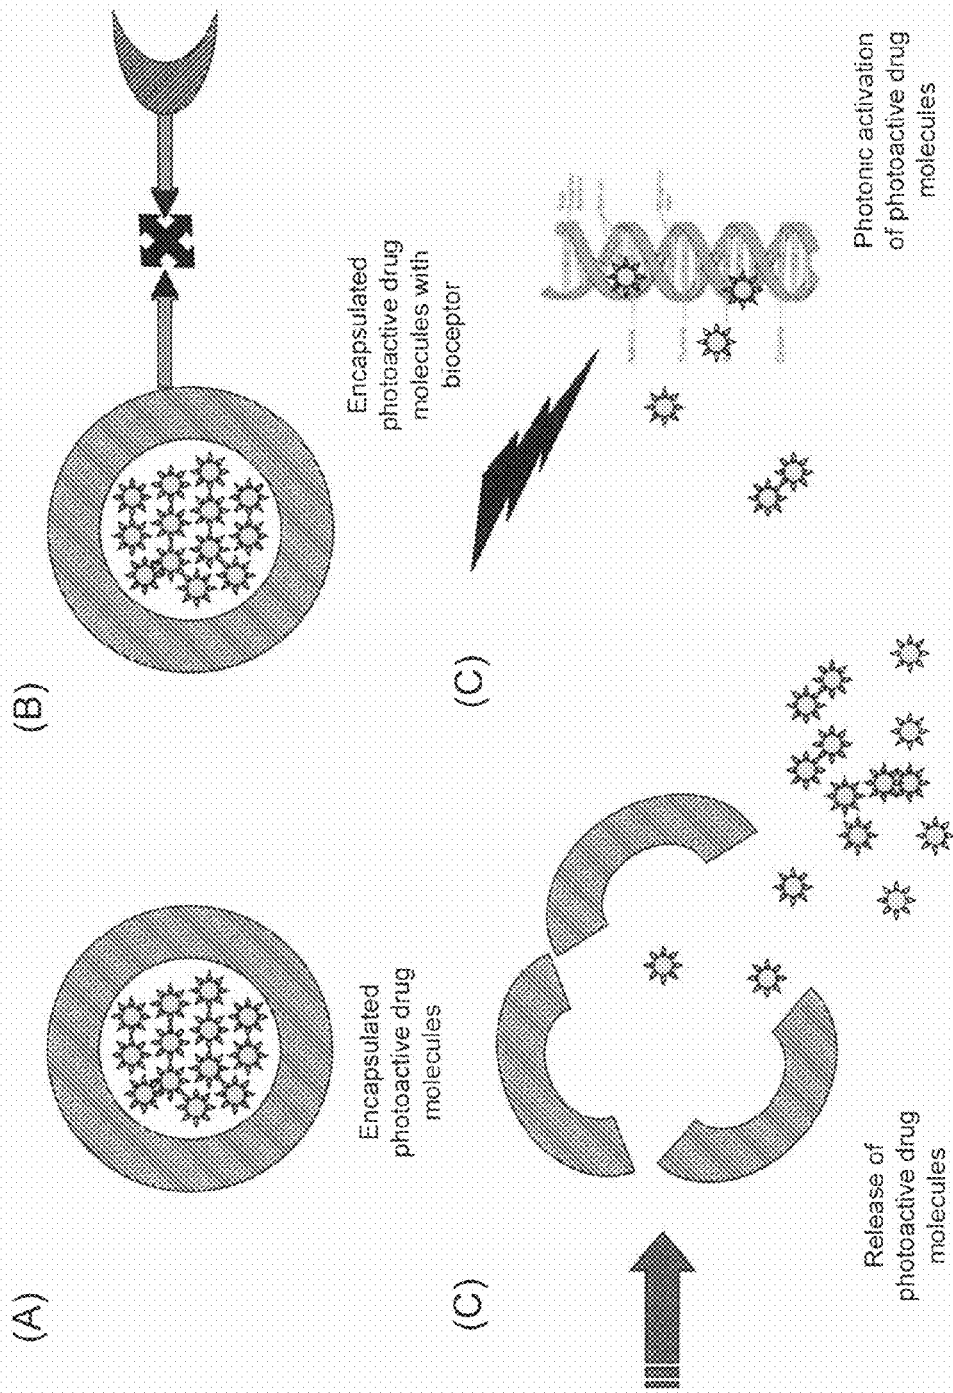 (A)
Encapsulated
photoactive drug
molecules
(B)
Encapsulated
photoactive drug
molecules with
bioceptor
(C)
Release of
photoactive drug
molecules
(C)
Photonic activation
of photoactive drug
molecules